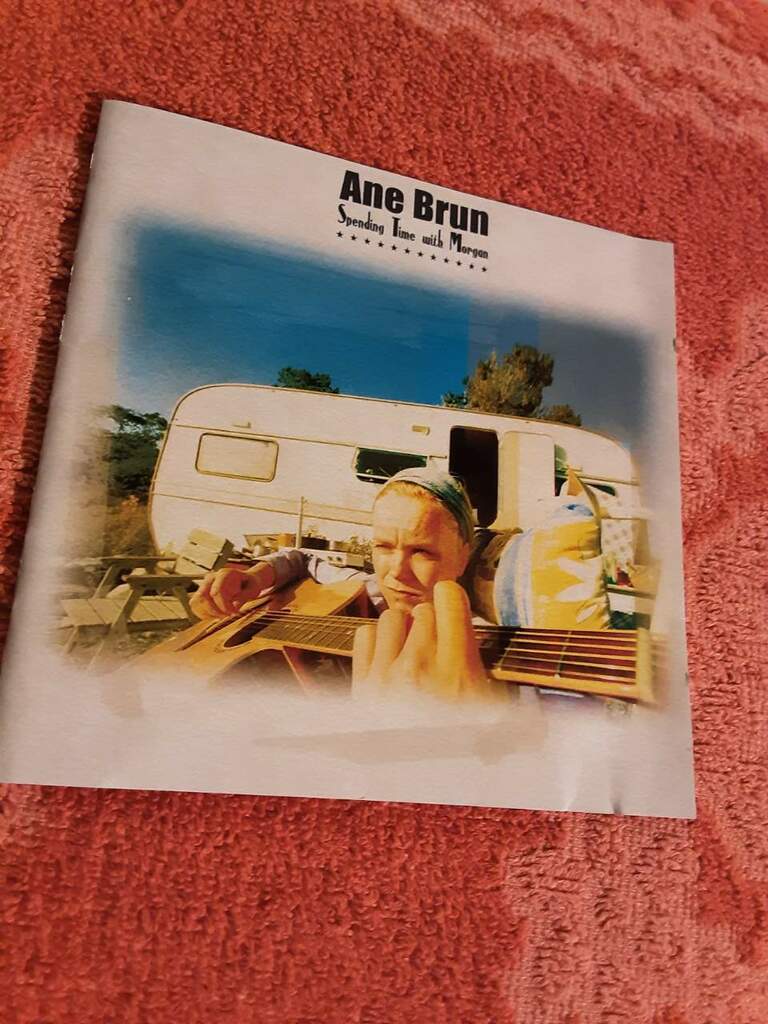 Ane Brun
Spending Time with Morgan